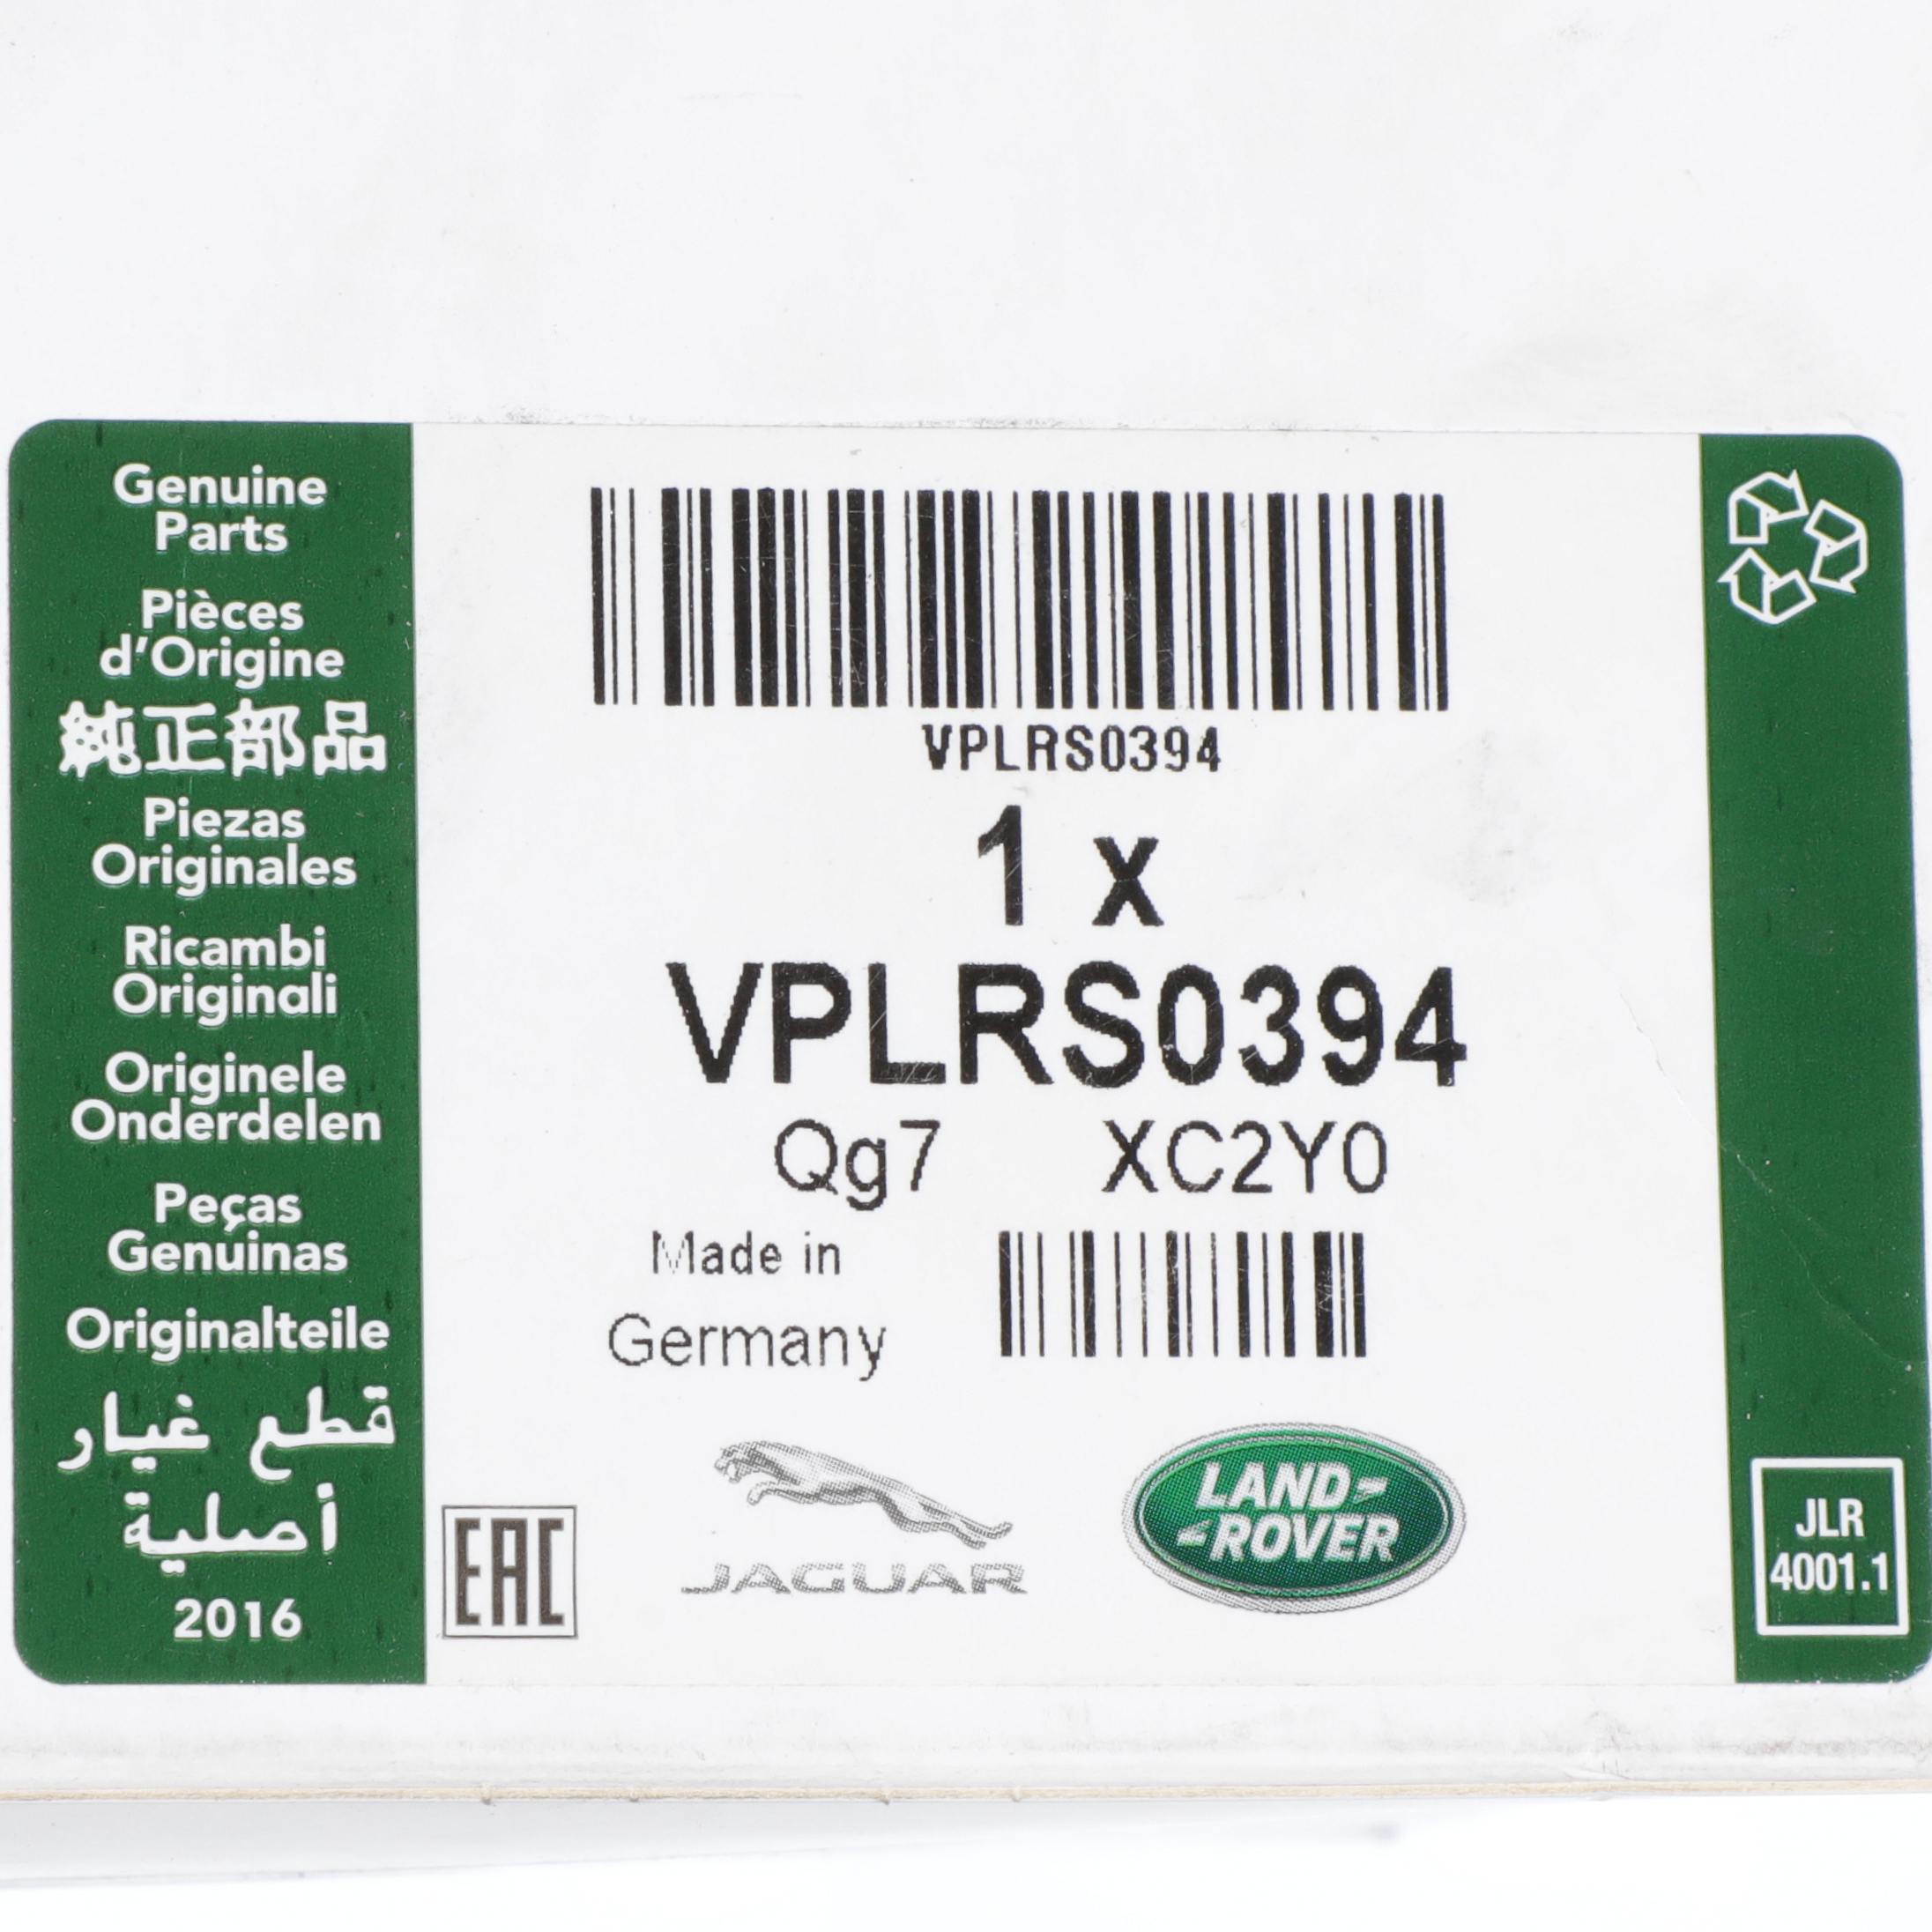 Genuine
Parts
Pièces
d'Origine
純正部品
Piezas
Originales
Ricambi
Originali
Originele
Onderdelen
Peças
Genuinas
Originalteile
قطع غيار
أصلية
2016
VPLRS0394
1 x
VPLRS0394
Qg7 XC2Y0
Made in
Germany
EAC
JAGUAR
LAND-
-ROVER
JLR
4001.1